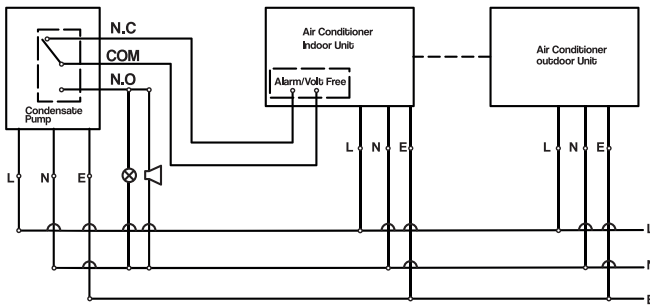 N.C
COM
N.O
Condensate
Pump
Air Conditioner
Indoor Unit
Alarm/Volt Free
Air Conditioner
outdoor Unit
L N E
L N E
L N E
L
N
E